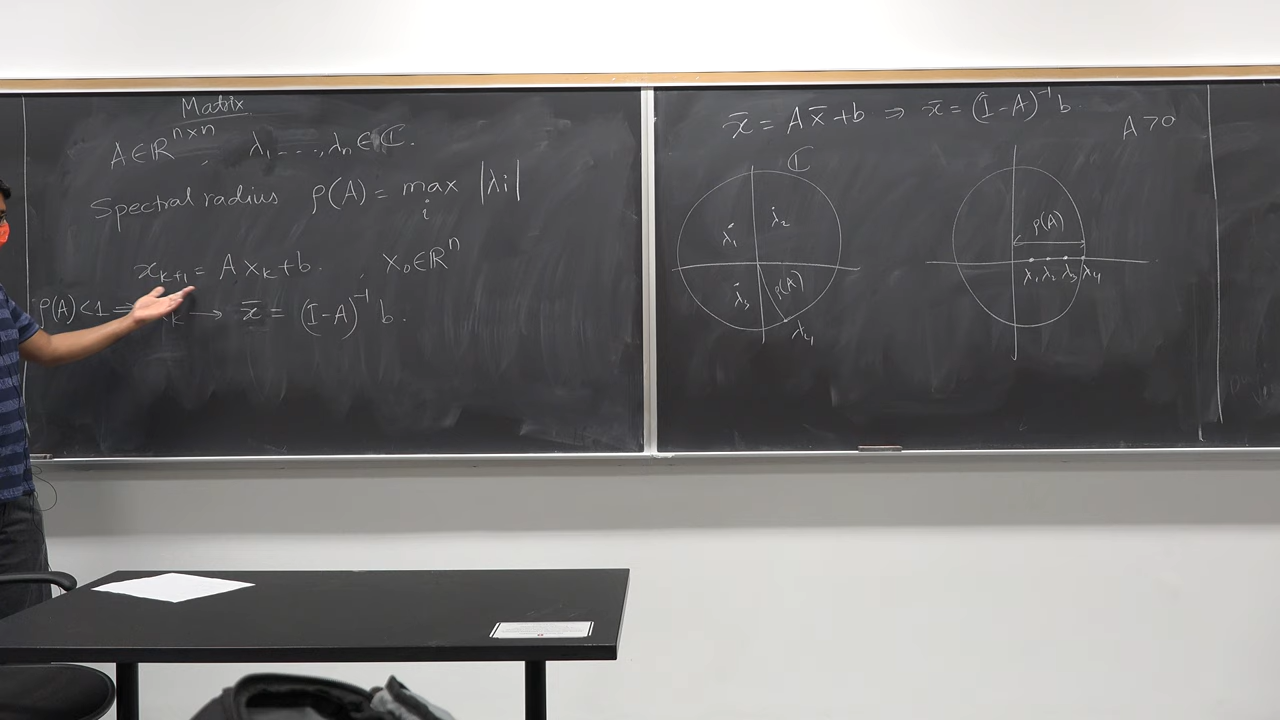 Matrix
A ∈ ℝ^{n×n}, λ₁, ..., λₙ ∈ ℂ.
Spectral radius ρ(A) = max_i |λi|
x_{k+1} = A x_k + b. , x₀ ∈ ℝⁿ
ρ(A) < 1 ⇒ x_k → x̄ = (I-A)⁻¹ b.
x̄ = Ax̄ + b ⇒ x̄ = (I-A)⁻¹ b.
A > 0
ℂ
λ₁ λ₂
λ₃ ρ(A)
λ₄
ρ(A)
λ₁ λ₂ λ₃ λ₄